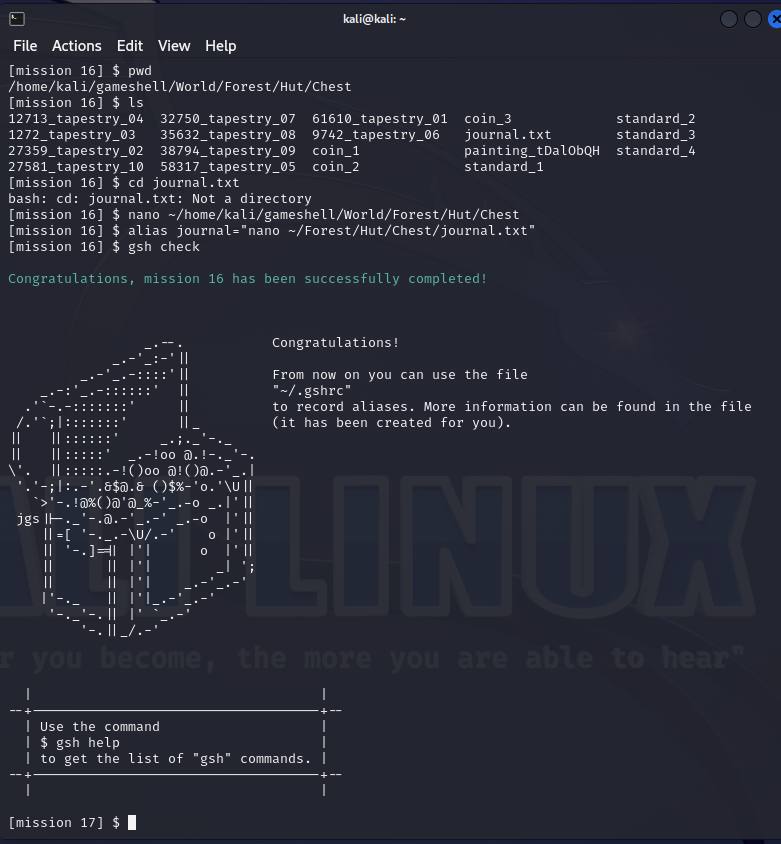 kali@kali: ~
File Actions Edit View Help
[mission 16] $ pwd
/home/kali/gameshell/World/Forest/Hut/Chest
[mission 16] $ ls
12713_tapestry_04 32750_tapestry_07 61610_tapestry_01 coin_3 standard_2
1272_tapestry_03 35632_tapestry_08 9742_tapestry_06 journal.txt standard_3
27359_tapestry_02 38794_tapestry_09 coin_1 painting_tDalObQH standard_4
27581_tapestry_10 58317_tapestry_05 coin_2 standard_1
[mission 16] $ cd journal.txt
bash: cd: journal.txt: Not a directory
[mission 16] $ nano ~/home/kali/gameshell/World/Forest/Hut/Chest
[mission 16] $ alias journal="nano ~/Forest/Hut/Chest/journal.txt"
[mission 16] $ gsh check
Congratulations, mission 16 has been successfully completed!
Congratulations!
From now on you can use the file
"~/.gshrc"
to record aliases. More information can be found in the file
(it has been created for you).
jgs
LINUX
r you become, the more you are able to hear"
Use the command
$ gsh help
to get the list of "gsh" commands.
[mission 17] $